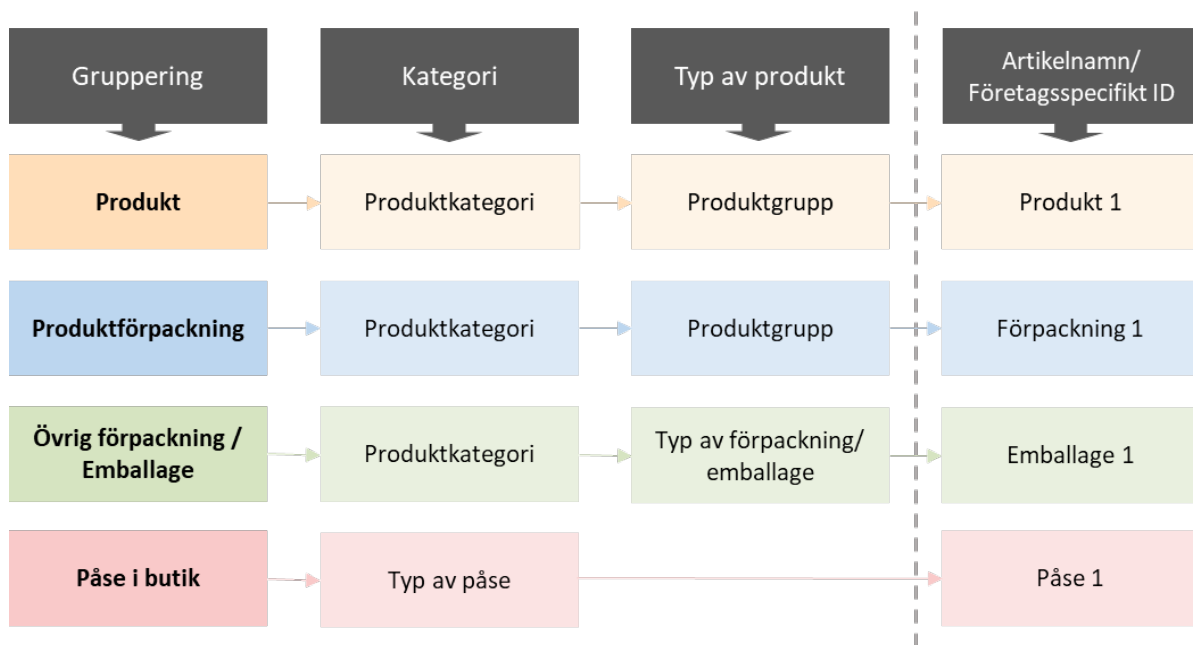 Gruppering
Kategori
Typ av produkt
Artikelnamn/
Företagsspecifikt ID
Produkt
Produktkategori
Produktgrupp
Produkt 1
Produktförpackning
Produktkategori
Produktgrupp
Förpackning 1
Övrig förpackning /
Emballage
Produktkategori
Typ av förpackning/
emballage
Emballage 1
Påse i butik
Typ av påse
Påse 1